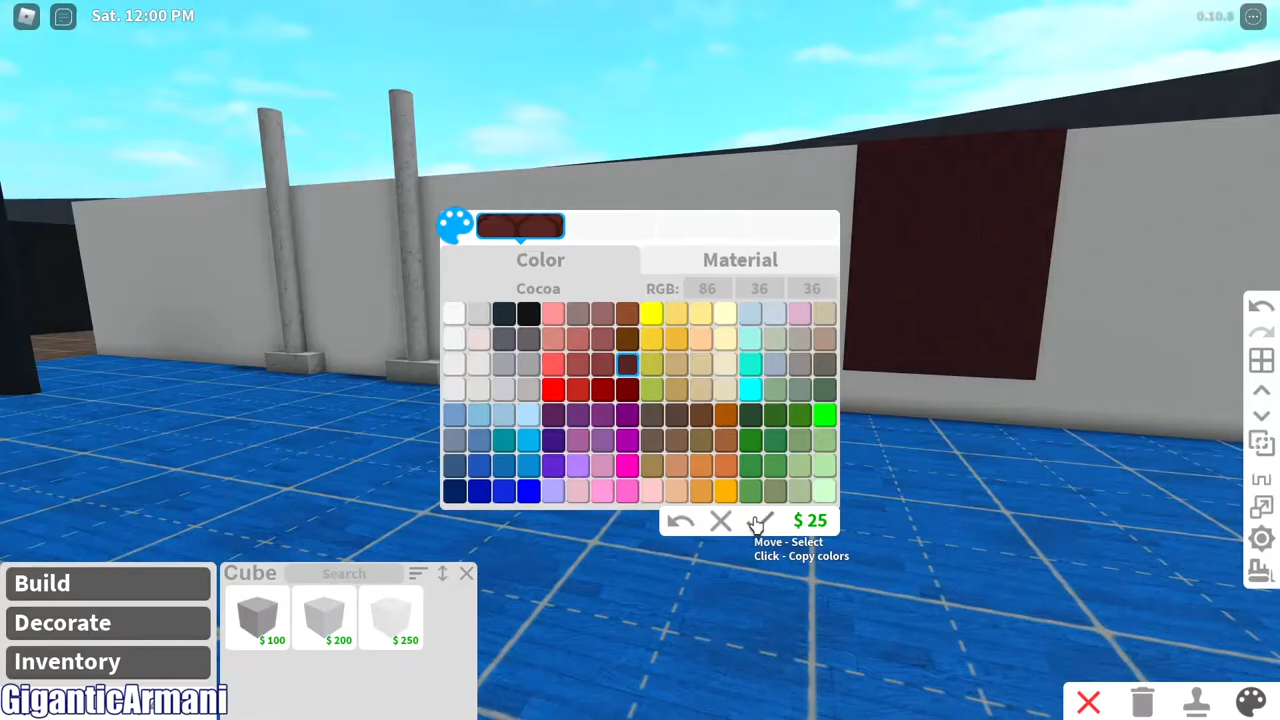 Sat. 12:00 PM
0.10.8
Color
Material
Cocoa
RGB: 86 36 36
$ 25
Move - Select
Click - Copy colors
Build
Decorate
Inventory
Cube
Search
$ 100
$ 200
$ 250
GiganticArmani